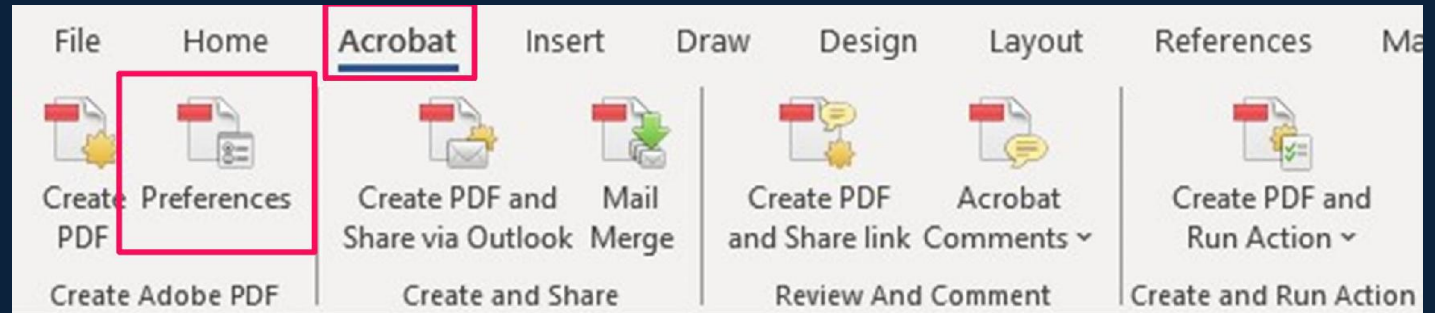 File Home Acrobat Insert Draw Design Layout References Ma
Create PDF
Preferences
Create PDF and Share via Outlook
Mail Merge
Create PDF and Share link
Acrobat Comments
Create PDF and Run Action
Create Adobe PDF Create and Share Review And Comment Create and Run Action